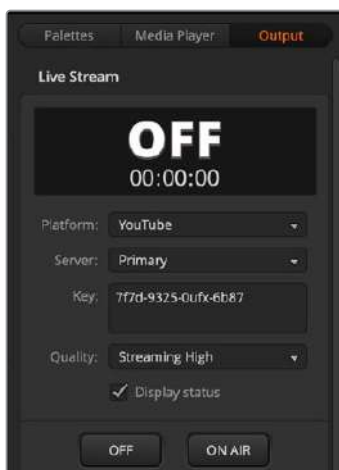 Palettes Media Player Output
Live Stream
OFF
00:00:00
Platform: YouTube
Server: Primary
Key: 7f7d-9325-0ufx-6b87
Quality: Streaming High
Display status
OFF ON AIR